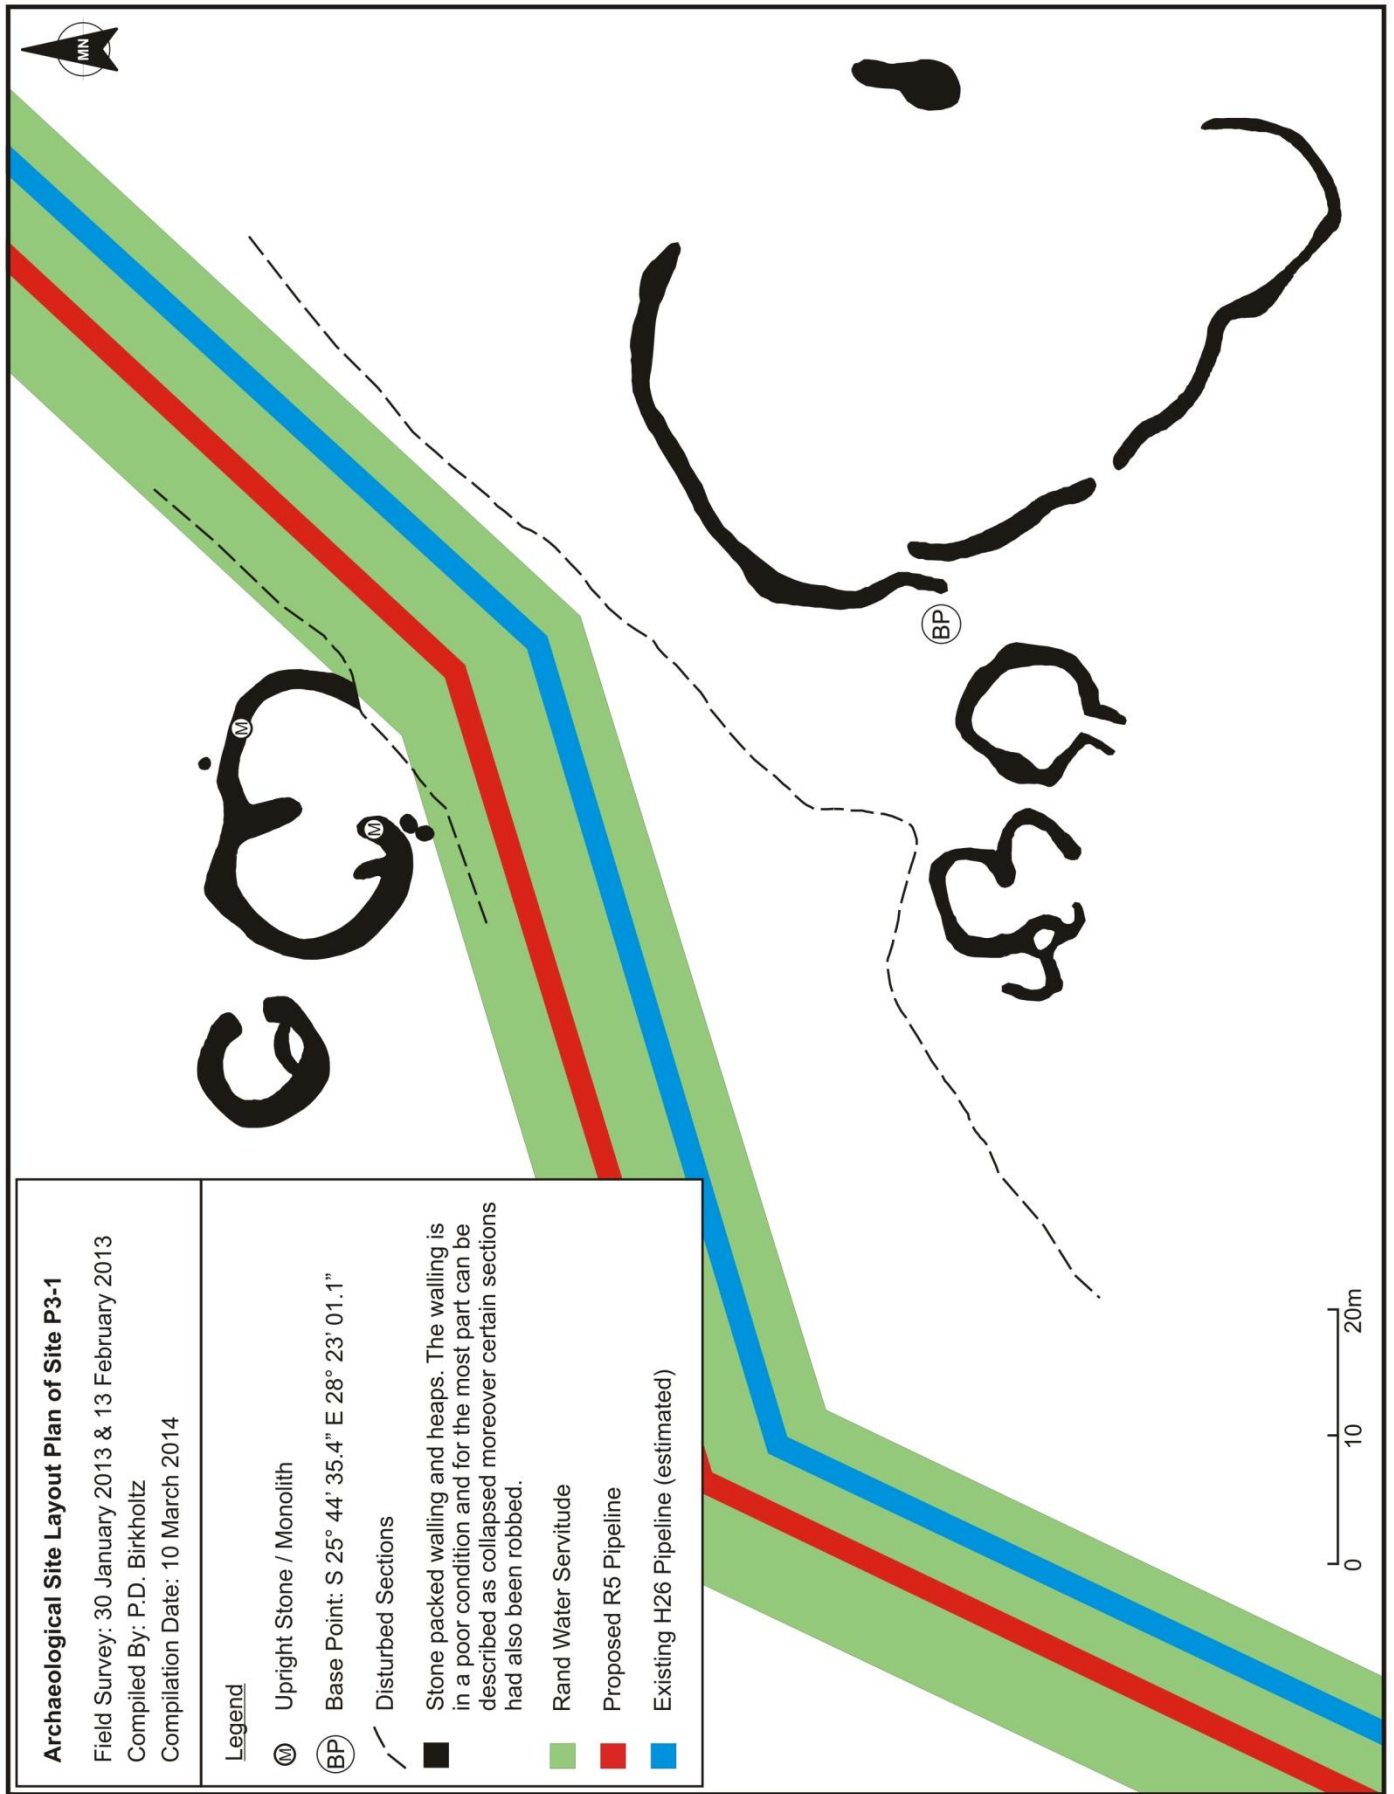 Archaeological Site Layout Plan of Site P3-1
Field Survey: 30 January 2013 & 13 February 2013
Compiled By: P.D. Birkholtz
Compilation Date: 10 March 2014
Legend
M Upright Stone / Monolith
BP Base Point: S 25° 44' 35.4" E 28° 23' 01.1"
Disturbed Sections
Stone packed walling and heaps. The walling is
in a poor condition and for the most part can be
described as collapsed moreover certain sections
had also been robbed.
Rand Water Servitude
Proposed R5 Pipeline
Existing H26 Pipeline (estimated)
MN
M
M
BP
0 10 20m